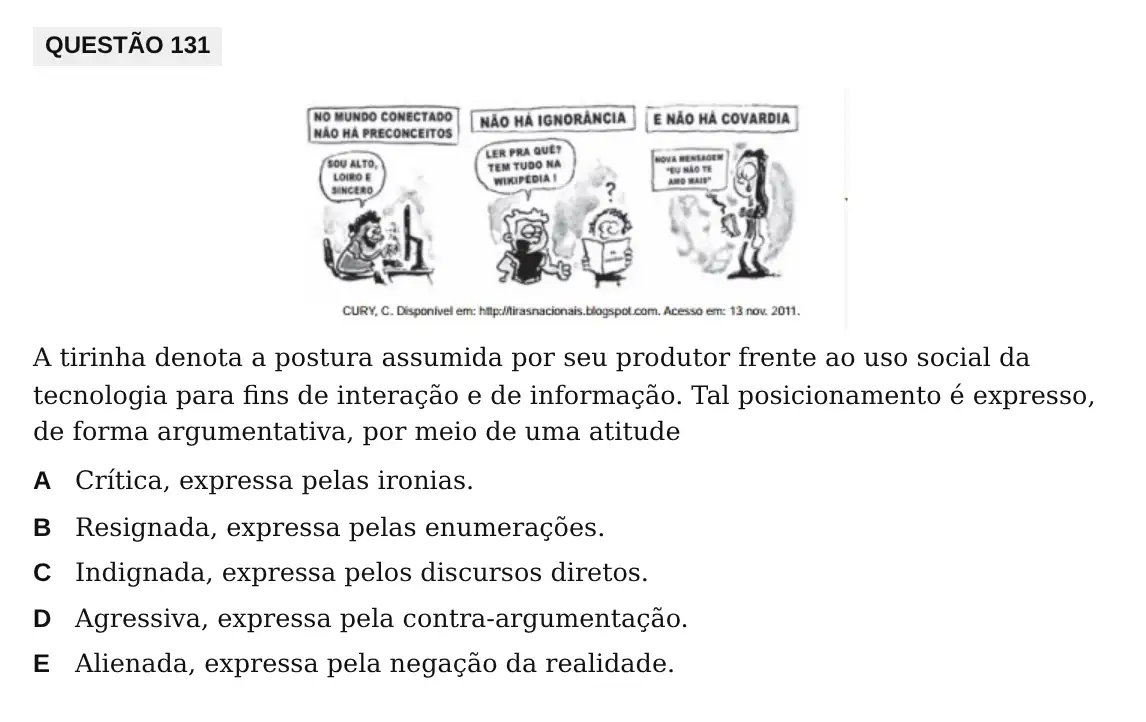 QUESTÃO 131
NO MUNDO CONECTADO
NÃO HÁ PRECONCEITOS
SOU ALTO,
LOIRO E
SINCERO
NÃO HÁ IGNORÂNCIA
LER PRA QUÊ?
TEM TUDO NA
WIKIPÉDIA !
?
E NÃO HÁ COVARDIA
NOVA MENSAGEM
"EU NÃO TE
AMO MAIS"
CURY, C. Disponível em: http://tirasnacionais.blogspot.com. Acesso em: 13 nov. 2011.
A tirinha denota a postura assumida por seu produtor frente ao uso social da
tecnologia para fins de interação e de informação. Tal posicionamento é expresso,
de forma argumentativa, por meio de uma atitude
A Crítica, expressa pelas ironias.
B Resignada, expressa pelas enumerações.
C Indignada, expressa pelos discursos diretos.
D Agressiva, expressa pela contra-argumentação.
E Alienada, expressa pela negação da realidade.